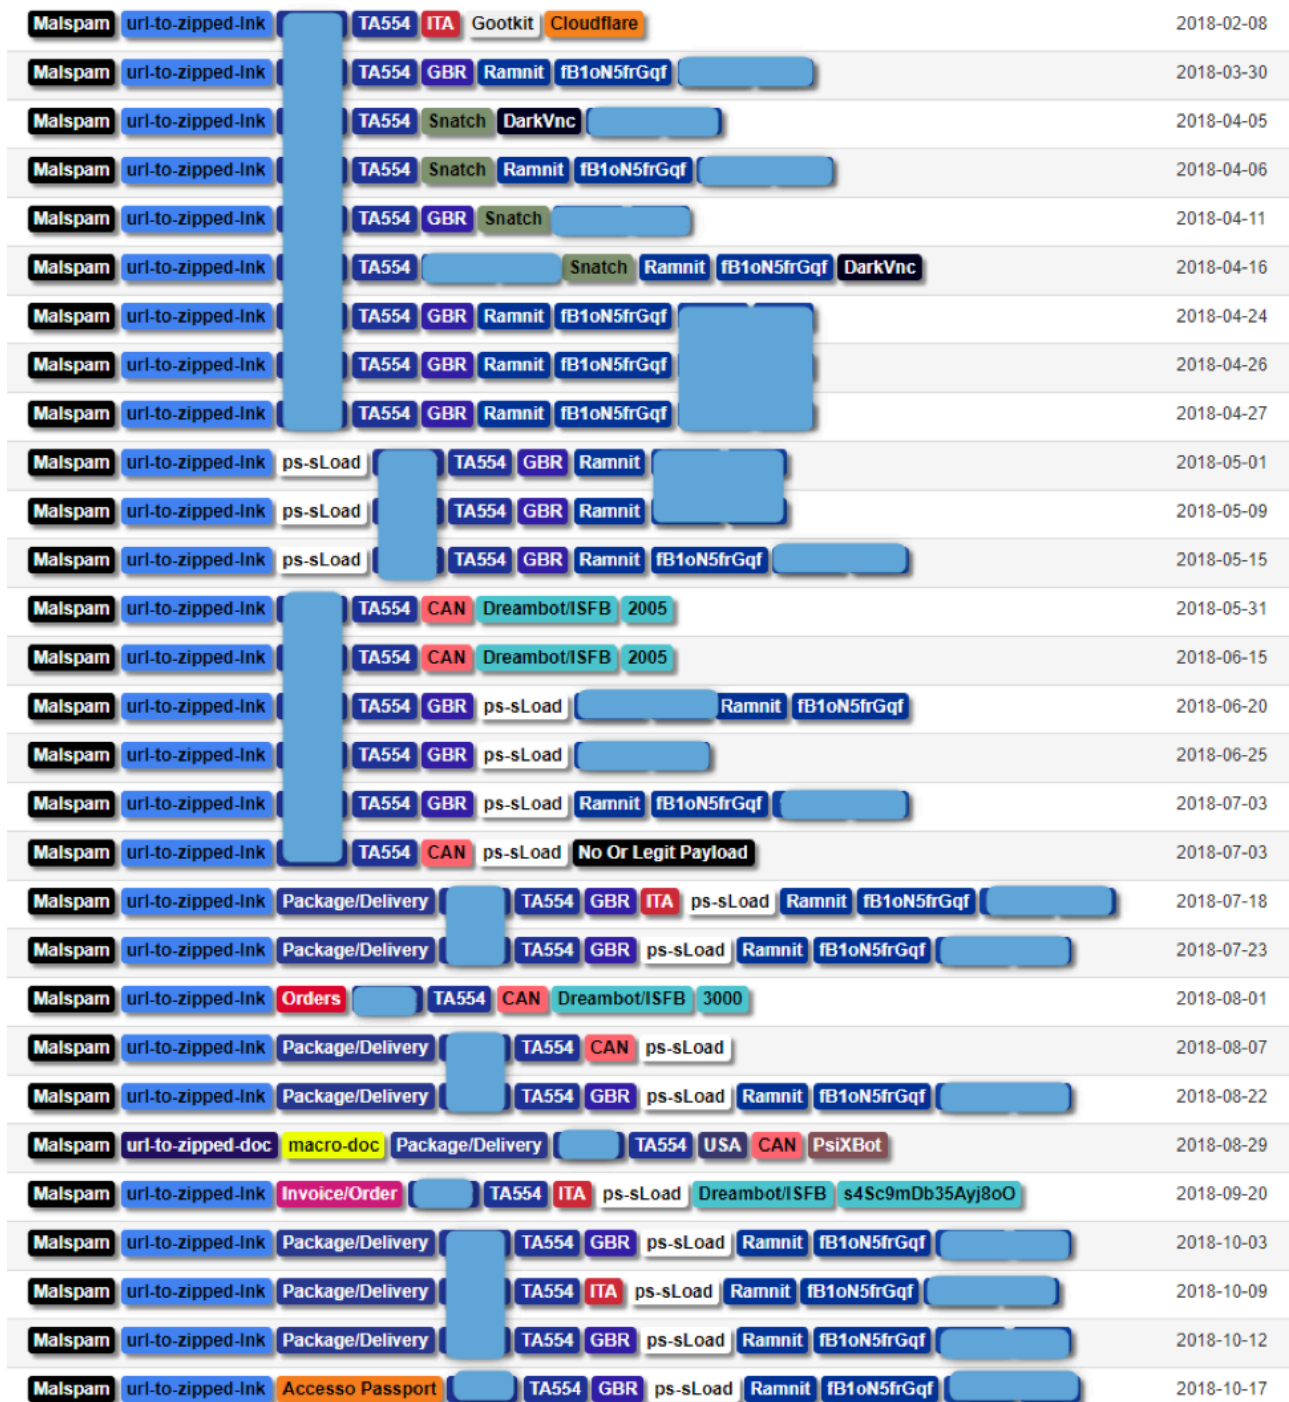 Malspam url-to-zipped-lnk TA554 ITA Gootkit Cloudflare 2018-02-08
Malspam url-to-zipped-lnk TA554 GBR Ramnit fB1oN5frGqf 2018-03-30
Malspam url-to-zipped-lnk TA554 Snatch DarkVnc 2018-04-05
Malspam url-to-zipped-lnk TA554 Snatch Ramnit fB1oN5frGqf 2018-04-06
Malspam url-to-zipped-lnk TA554 GBR Snatch 2018-04-11
Malspam url-to-zipped-lnk TA554 Snatch Ramnit fB1oN5frGqf DarkVnc 2018-04-16
Malspam url-to-zipped-lnk TA554 GBR Ramnit fB1oN5frGqf 2018-04-24
Malspam url-to-zipped-lnk TA554 GBR Ramnit fB1oN5frGqf 2018-04-26
Malspam url-to-zipped-lnk TA554 GBR Ramnit fB1oN5frGqf 2018-04-27
Malspam url-to-zipped-lnk ps-sLoad TA554 GBR Ramnit 2018-05-01
Malspam url-to-zipped-lnk ps-sLoad TA554 GBR Ramnit 2018-05-09
Malspam url-to-zipped-lnk ps-sLoad TA554 GBR Ramnit fB1oN5frGqf 2018-05-15
Malspam url-to-zipped-lnk TA554 CAN Dreambot/ISFB 2005 2018-05-31
Malspam url-to-zipped-lnk TA554 CAN Dreambot/ISFB 2005 2018-06-15
Malspam url-to-zipped-lnk TA554 GBR ps-sLoad Ramnit fB1oN5frGqf 2018-06-20
Malspam url-to-zipped-lnk TA554 GBR ps-sLoad 2018-06-25
Malspam url-to-zipped-lnk TA554 GBR ps-sLoad Ramnit fB1oN5frGqf 2018-07-03
Malspam url-to-zipped-lnk TA554 CAN ps-sLoad No Or Legit Payload 2018-07-03
Malspam url-to-zipped-lnk Package/Delivery TA554 GBR ITA ps-sLoad Ramnit fB1oN5frGqf 2018-07-18
Malspam url-to-zipped-lnk Package/Delivery TA554 GBR ps-sLoad Ramnit fB1oN5frGqf 2018-07-23
Malspam url-to-zipped-lnk Orders TA554 CAN Dreambot/ISFB 3000 2018-08-01
Malspam url-to-zipped-lnk Package/Delivery TA554 CAN ps-sLoad 2018-08-07
Malspam url-to-zipped-lnk Package/Delivery TA554 GBR ps-sLoad Ramnit fB1oN5frGqf 2018-08-22
Malspam url-to-zipped-doc macro-doc Package/Delivery TA554 USA CAN PsiXBot 2018-08-29
Malspam url-to-zipped-lnk Invoice/Order TA554 ITA ps-sLoad Dreambot/ISFB s4Sc9mDb35Ayj8oO 2018-09-20
Malspam url-to-zipped-lnk Package/Delivery TA554 GBR ps-sLoad Ramnit fB1oN5frGqf 2018-10-03
Malspam url-to-zipped-lnk Package/Delivery TA554 ITA ps-sLoad Ramnit fB1oN5frGqf 2018-10-09
Malspam url-to-zipped-lnk Package/Delivery TA554 GBR ps-sLoad Ramnit fB1oN5frGqf 2018-10-12
Malspam url-to-zipped-lnk Accesso Passport TA554 GBR ps-sLoad Ramnit fB1oN5frGqf 2018-10-17